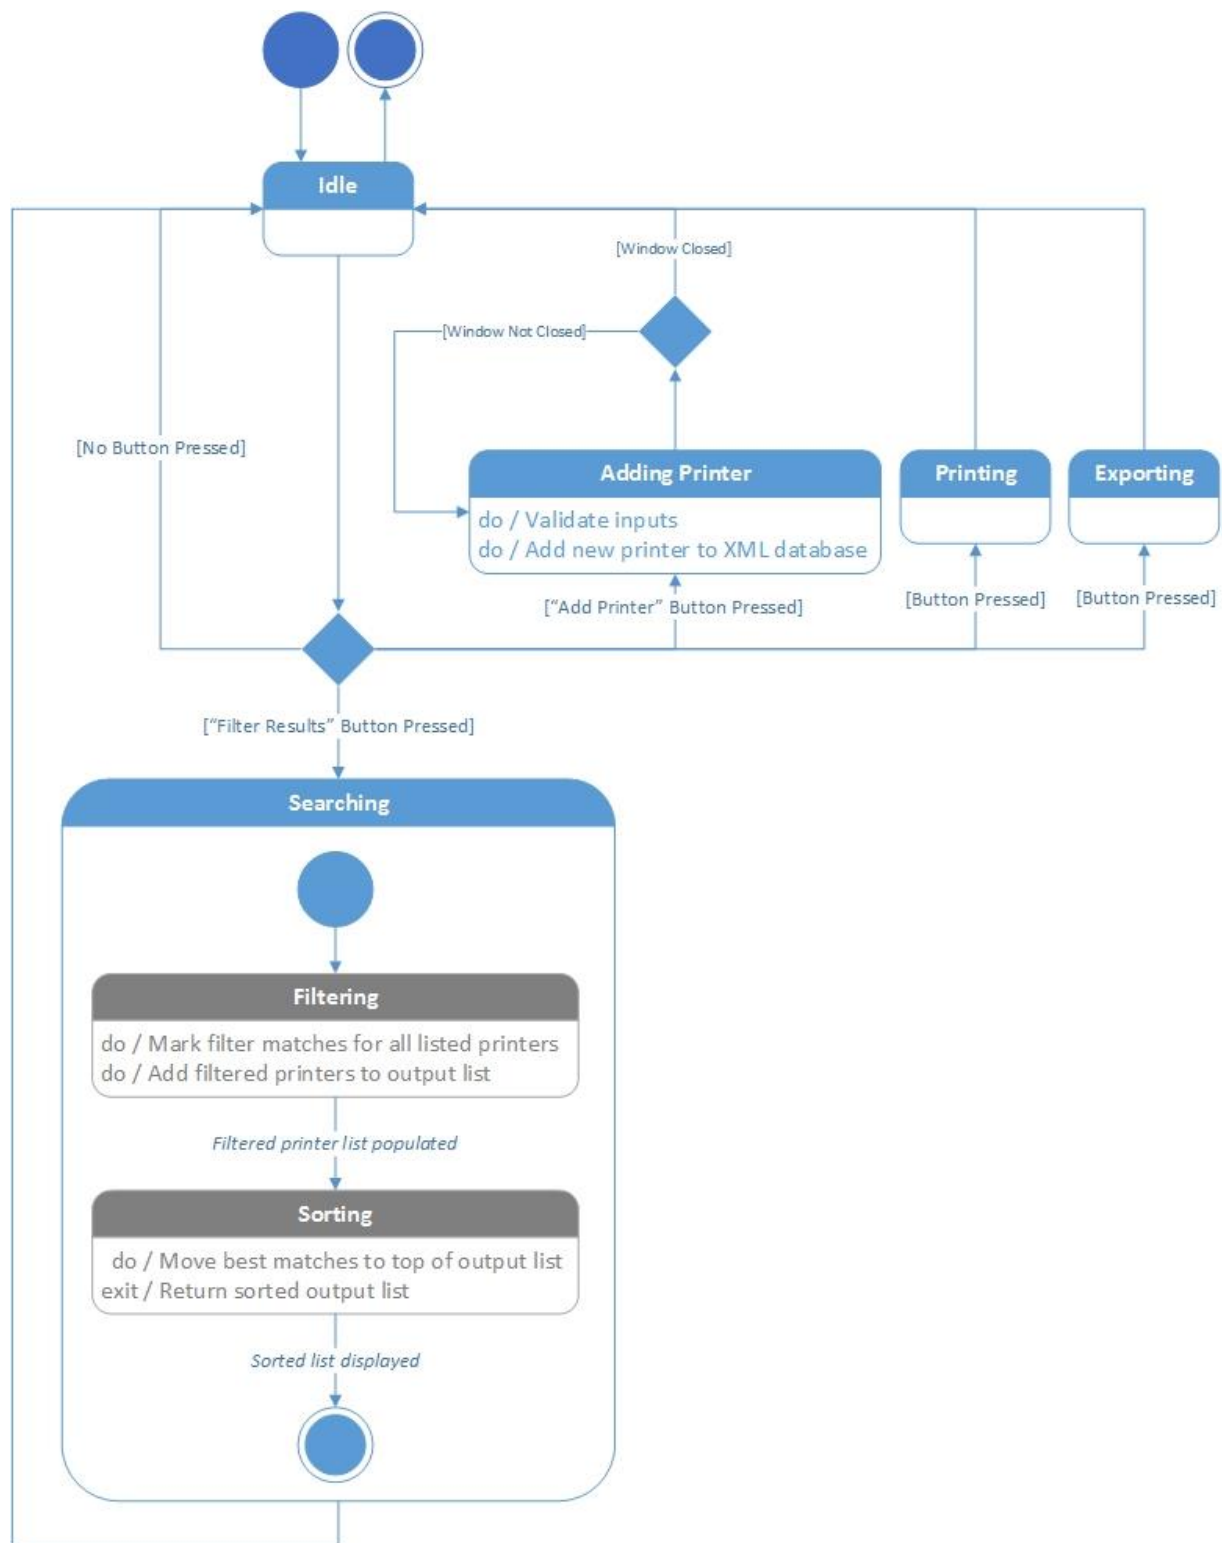 Idle
[Window Closed]
[Window Not Closed]
[No Button Pressed]
Adding Printer
do / Validate inputs
do / Add new printer to XML database
Printing
Exporting
[“Add Printer” Button Pressed]
[Button Pressed]
[Button Pressed]
[“Filter Results” Button Pressed]
Searching
Filtering
do / Mark filter matches for all listed printers
do / Add filtered printers to output list
Filtered printer list populated
Sorting
do / Move best matches to top of output list
exit / Return sorted output list
Sorted list displayed